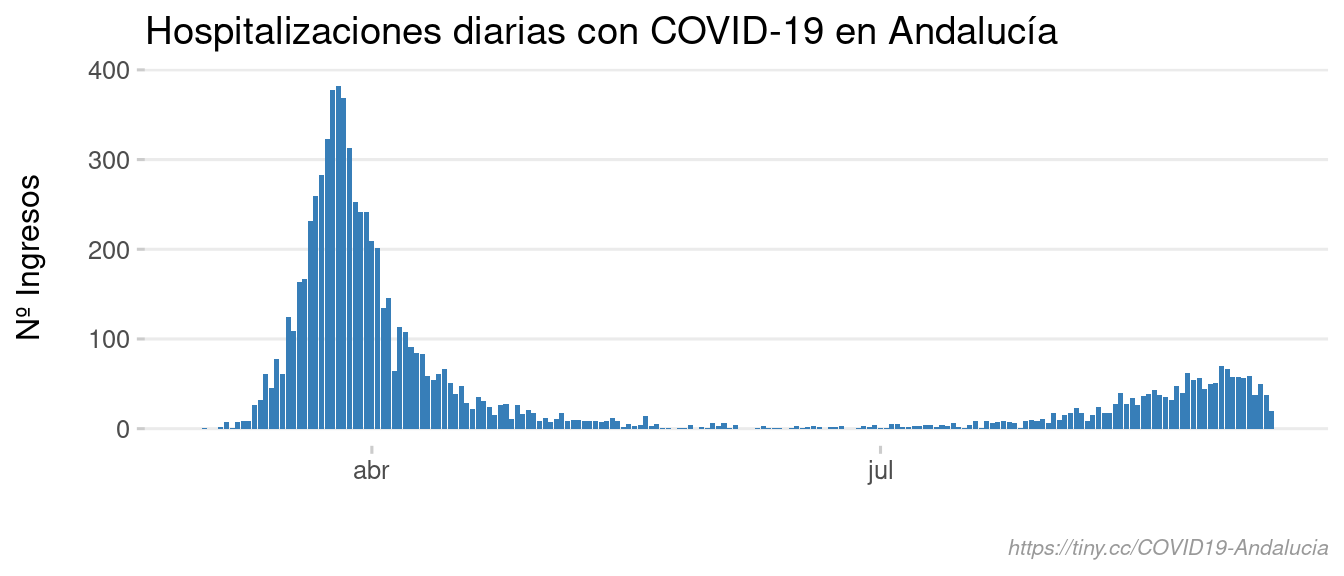 Hospitalizaciones diarias con COVID-19 en Andalucía
400
300
200
100
0
Nº Ingresos
abr
jul
https://tiny.cc/COVID19-Andalucia